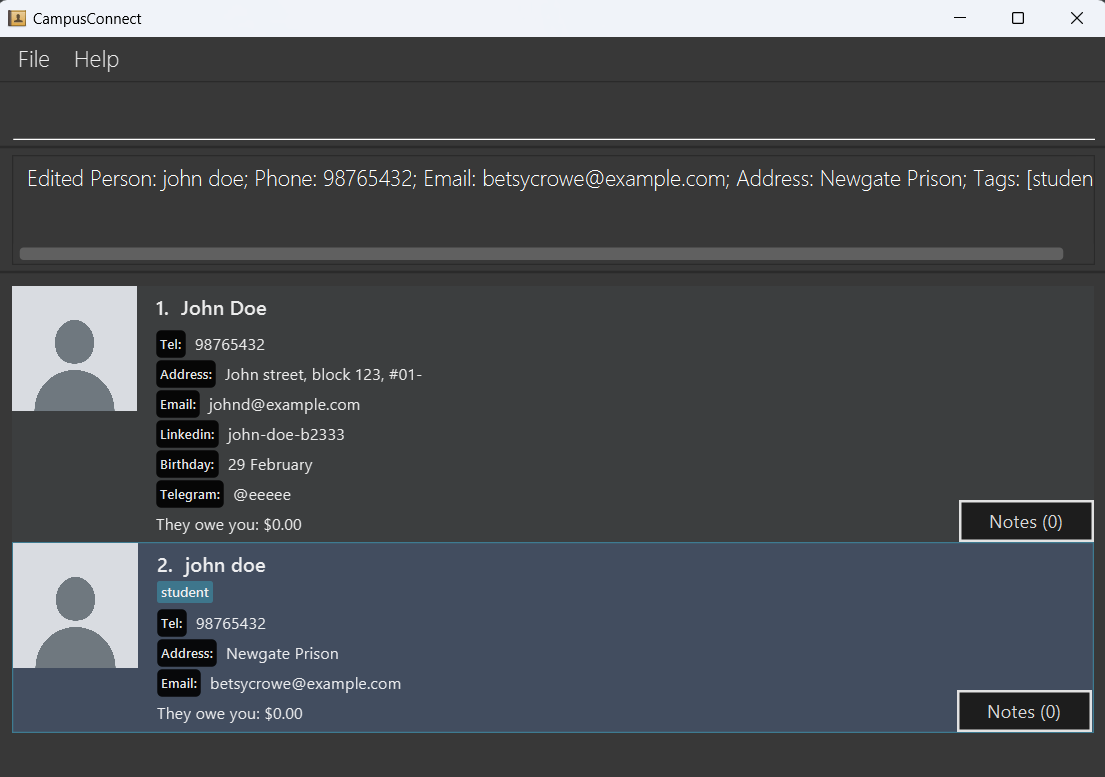 CampusConnect
File Help
Edited Person: john doe; Phone: 98765432; Email: betsycrowe@example.com; Address: Newgate Prison; Tags: [studen
1. John Doe
Tel: 98765432
Address: John street, block 123, #01-
Email: johnd@example.com
Linkedin: john-doe-b2333
Birthday: 29 February
Telegram: @eeeee
They owe you: $0.00
Notes (0)
2. john doe
student
Tel: 98765432
Address: Newgate Prison
Email: betsycrowe@example.com
They owe you: $0.00
Notes (0)